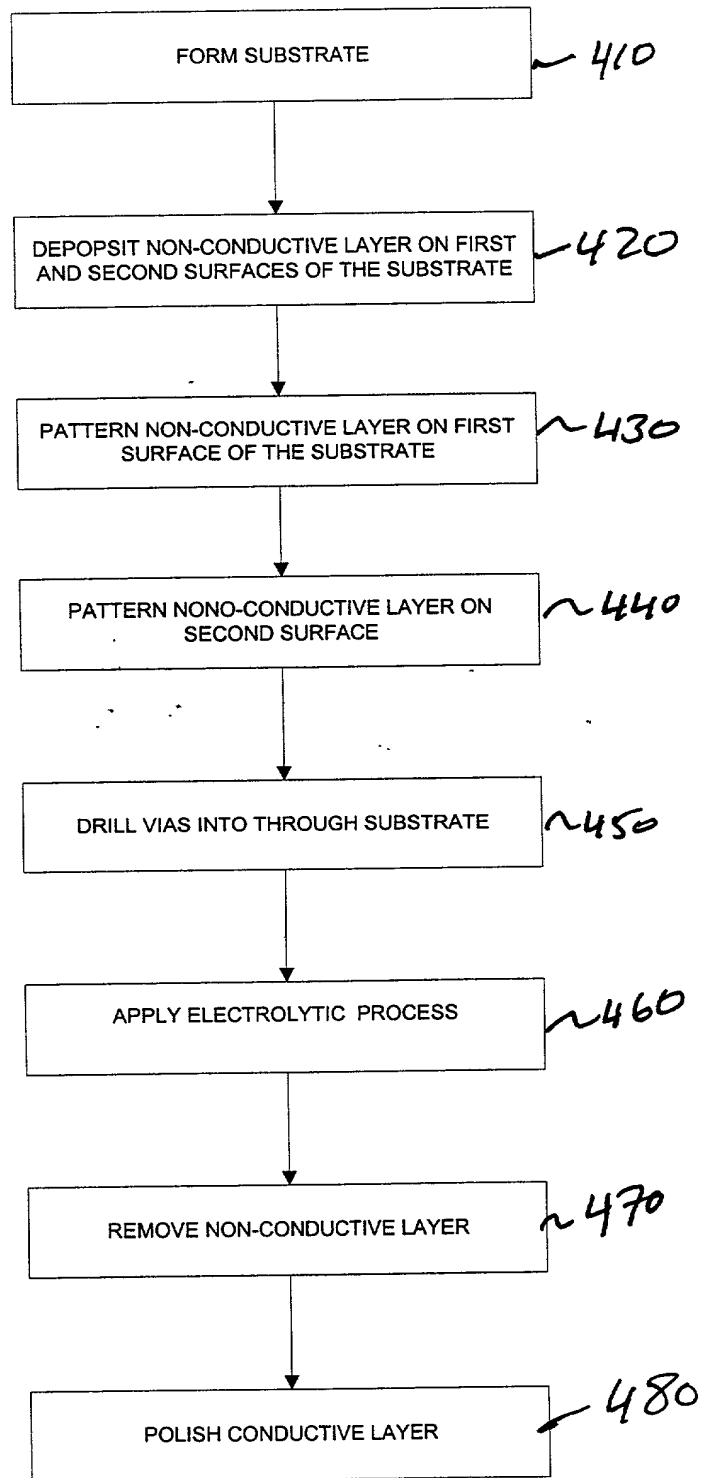 FORM SUBSTRATE
410
DEPOPSIT NON-CONDUCTIVE LAYER ON FIRST
AND SECOND SURFACES OF THE SUBSTRATE
420
PATTERN NON-CONDUCTIVE LAYER ON FIRST
SURFACE OF THE SUBSTRATE
430
PATTERN NONO-CONDUCTIVE LAYER ON
SECOND SURFACE
440
DRILL VIAS INTO THROUGH SUBSTRATE
450
APPLY ELECTROLYTIC PROCESS
460
REMOVE NON-CONDUCTIVE LAYER
470
POLISH CONDUCTIVE LAYER
480